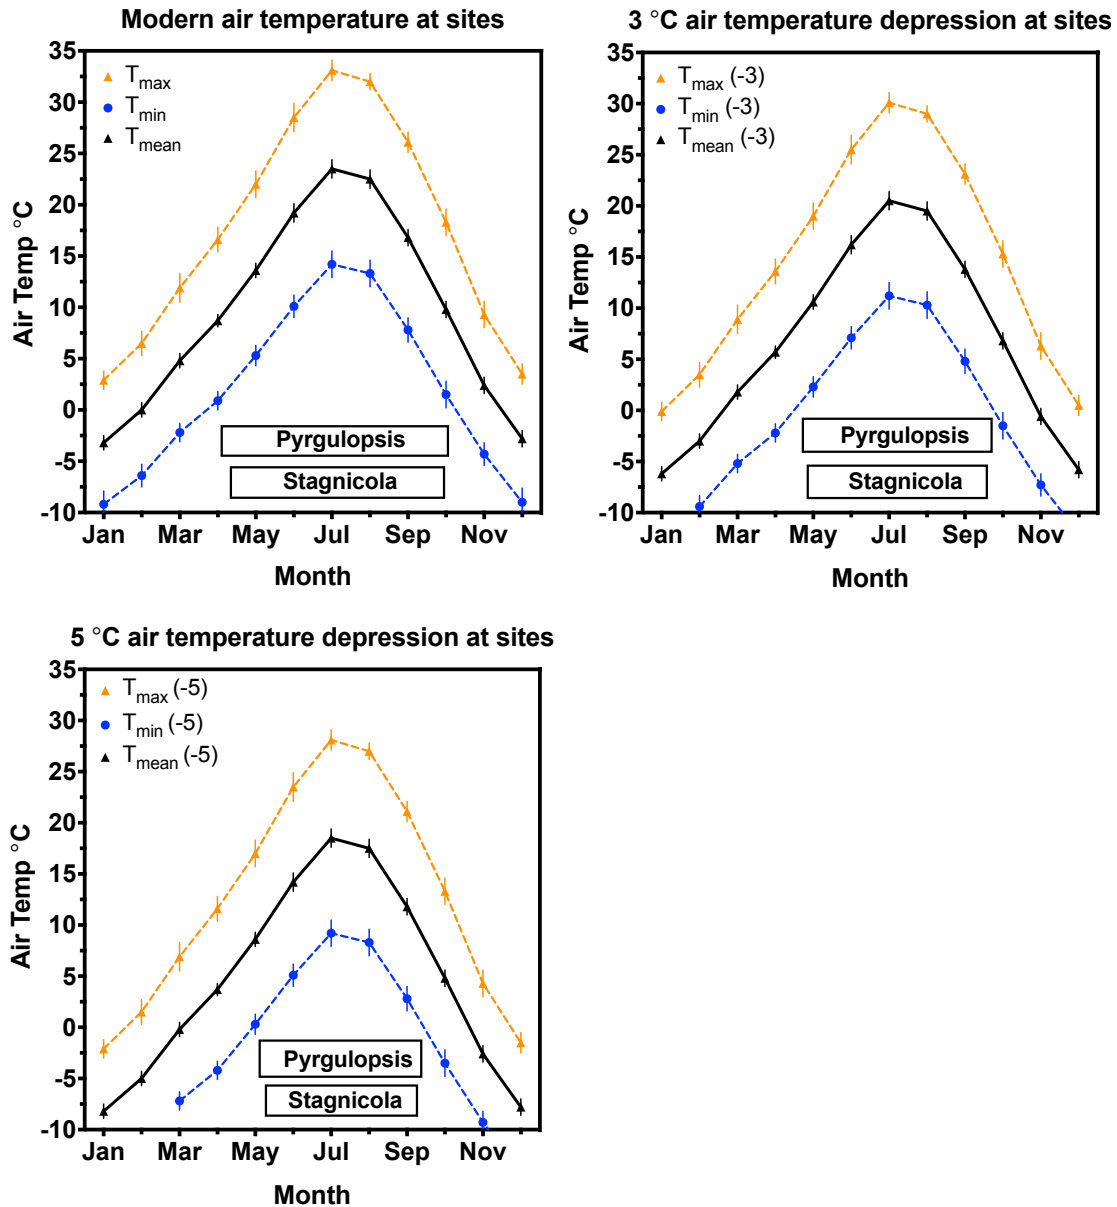 Modern air temperature at sites
35
30
25
20
15
10
5
0
-5
-10
Air Temp °C
Tmax
Tmin
Tmean
Pyrgulopsis
Stagnicola
Jan Mar May Jul Sep Nov
Month
3 °C air temperature depression at sites
35
30
25
20
15
10
5
0
-5
-10
Air Temp °C
Tmax (-3)
Tmin (-3)
Tmean (-3)
Pyrgulopsis
Stagnicola
Jan Mar May Jul Sep Nov
Month
5 °C air temperature depression at sites
35
30
25
20
15
10
5
0
-5
-10
Air Temp °C
Tmax (-5)
Tmin (-5)
Tmean (-5)
Pyrgulopsis
Stagnicola
Jan Mar May Jul Sep Nov
Month